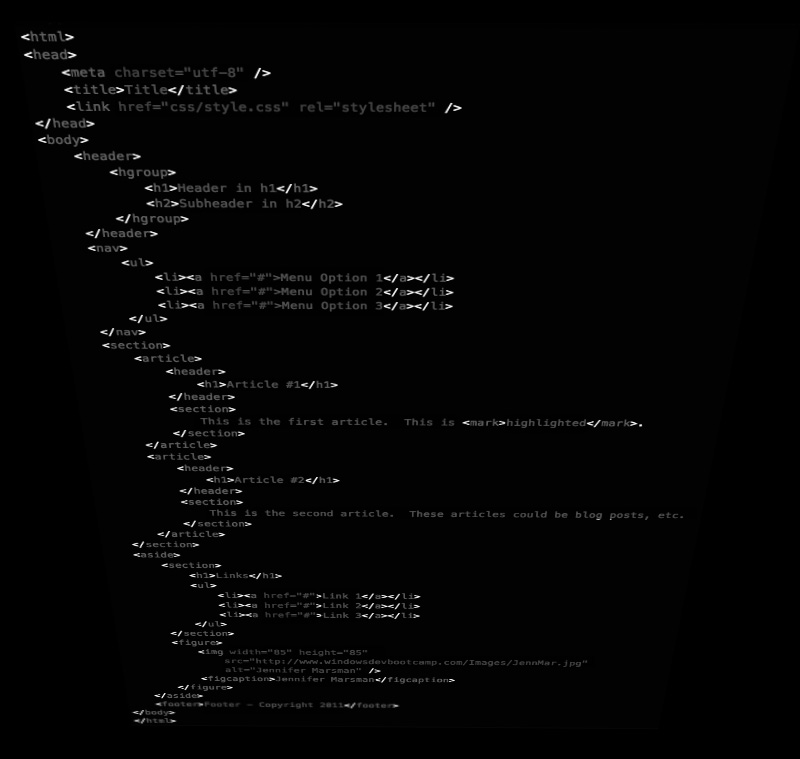 <html>
<head>
<meta charset="utf-8" />
<title>Title</title>
<link href="css/style.css" rel="stylesheet" />
</head>
<body>
<header>
<hgroup>
<h1>Header in h1</h1>
<h2>Subheader in h2</h2>
</hgroup>
</header>
<nav>
<ul>
<li><a href="#">Menu Option 1</a></li>
<li><a href="#">Menu Option 2</a></li>
<li><a href="#">Menu Option 3</a></li>
</ul>
</nav>
<section>
<article>
<header>
<h1>Article #1</h1>
</header>
<section>
This is the first article.  This is <mark>highlighted</mark>.
</section>
</article>
<article>
<header>
<h1>Article #2</h1>
</header>
<section>
This is the second article.  These articles could be blog posts, etc.
</section>
</article>
</section>
<aside>
<section>
<h1>Links</h1>
<ul>
<li><a href="#">Link 1</a></li>
<li><a href="#">Link 2</a></li>
<li><a href="#">Link 3</a></li>
</ul>
</section>
<figure>
<img width="85" height="85"
src="http://www.windowsdevbootcamp.com/Images/JennMar.jpg"
alt="Jennifer Marsman" />
<figcaption>Jennifer Marsman</figcaption>
</figure>
</aside>
<footer>Footer - Copyright 2011</footer>
</body>
</html>